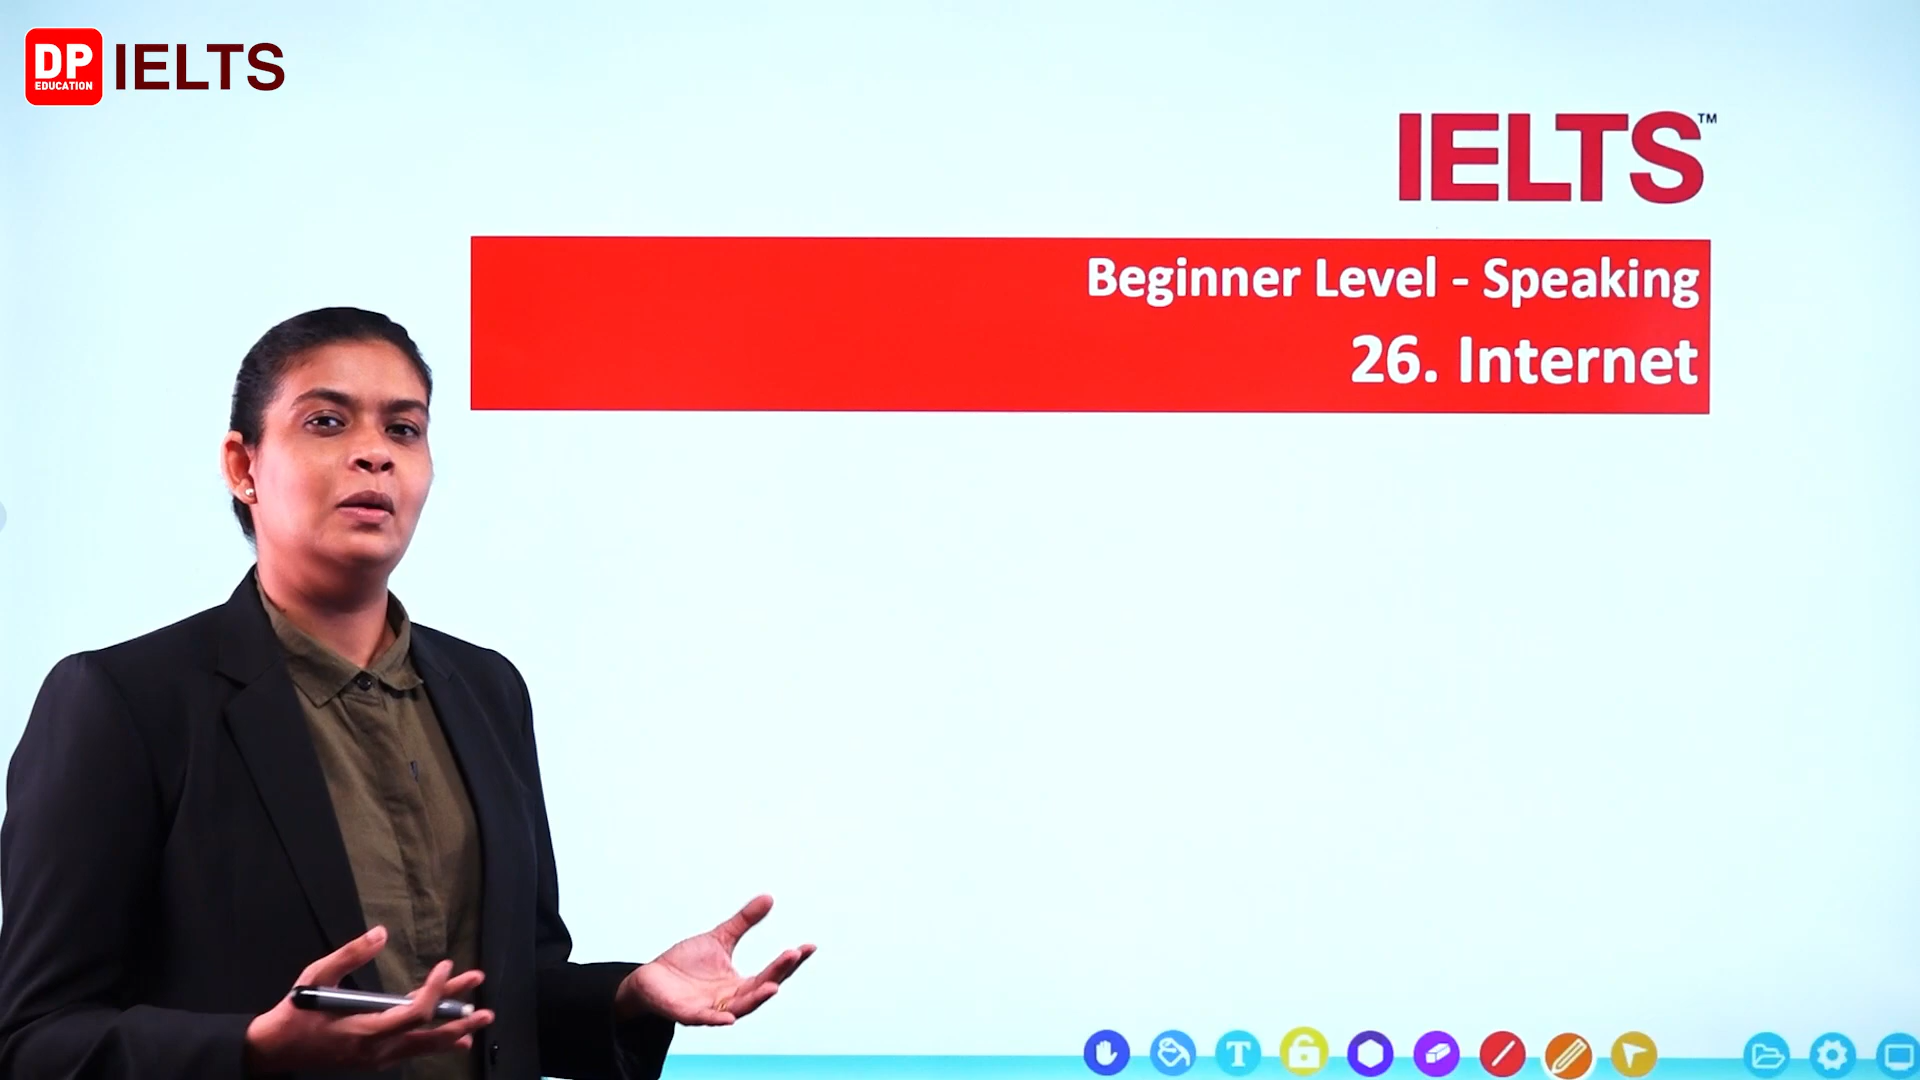 DP
EDUCATION
IELTS
IELTS™
Beginner Level - Speaking
26. Internet
T